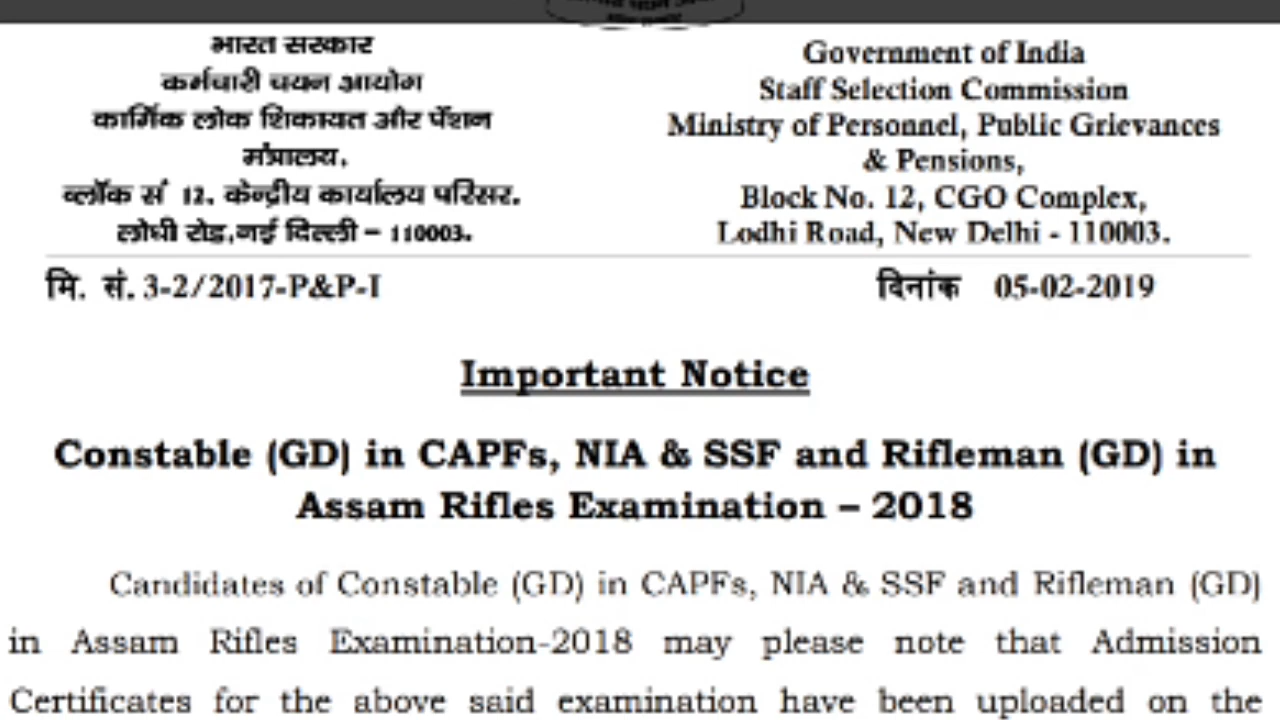 भारत सरकार
कर्मचारी चयन आयोग
कार्मिक लोक शिकायत और पेंशन
मंत्रालय,
ब्लॉक सं 12, केन्द्रीय कार्यालय परिसर,
लोधी रोड,नई दिल्ली – 110003.
Government of India
Staff Selection Commission
Ministry of Personnel, Public Grievances
& Pensions,
Block No. 12, CGO Complex,
Lodhi Road, New Delhi - 110003.
मि. सं. 3-2/2017-P&P-I
दिनांक 05-02-2019
Important Notice
Constable (GD) in CAPFs, NIA & SSF and Rifleman (GD) in
Assam Rifles Examination – 2018
Candidates of Constable (GD) in CAPFs, NIA & SSF and Rifleman (GD)
in Assam Rifles Examination-2018 may please note that Admission
Certificates for the above said examination have been uploaded on the